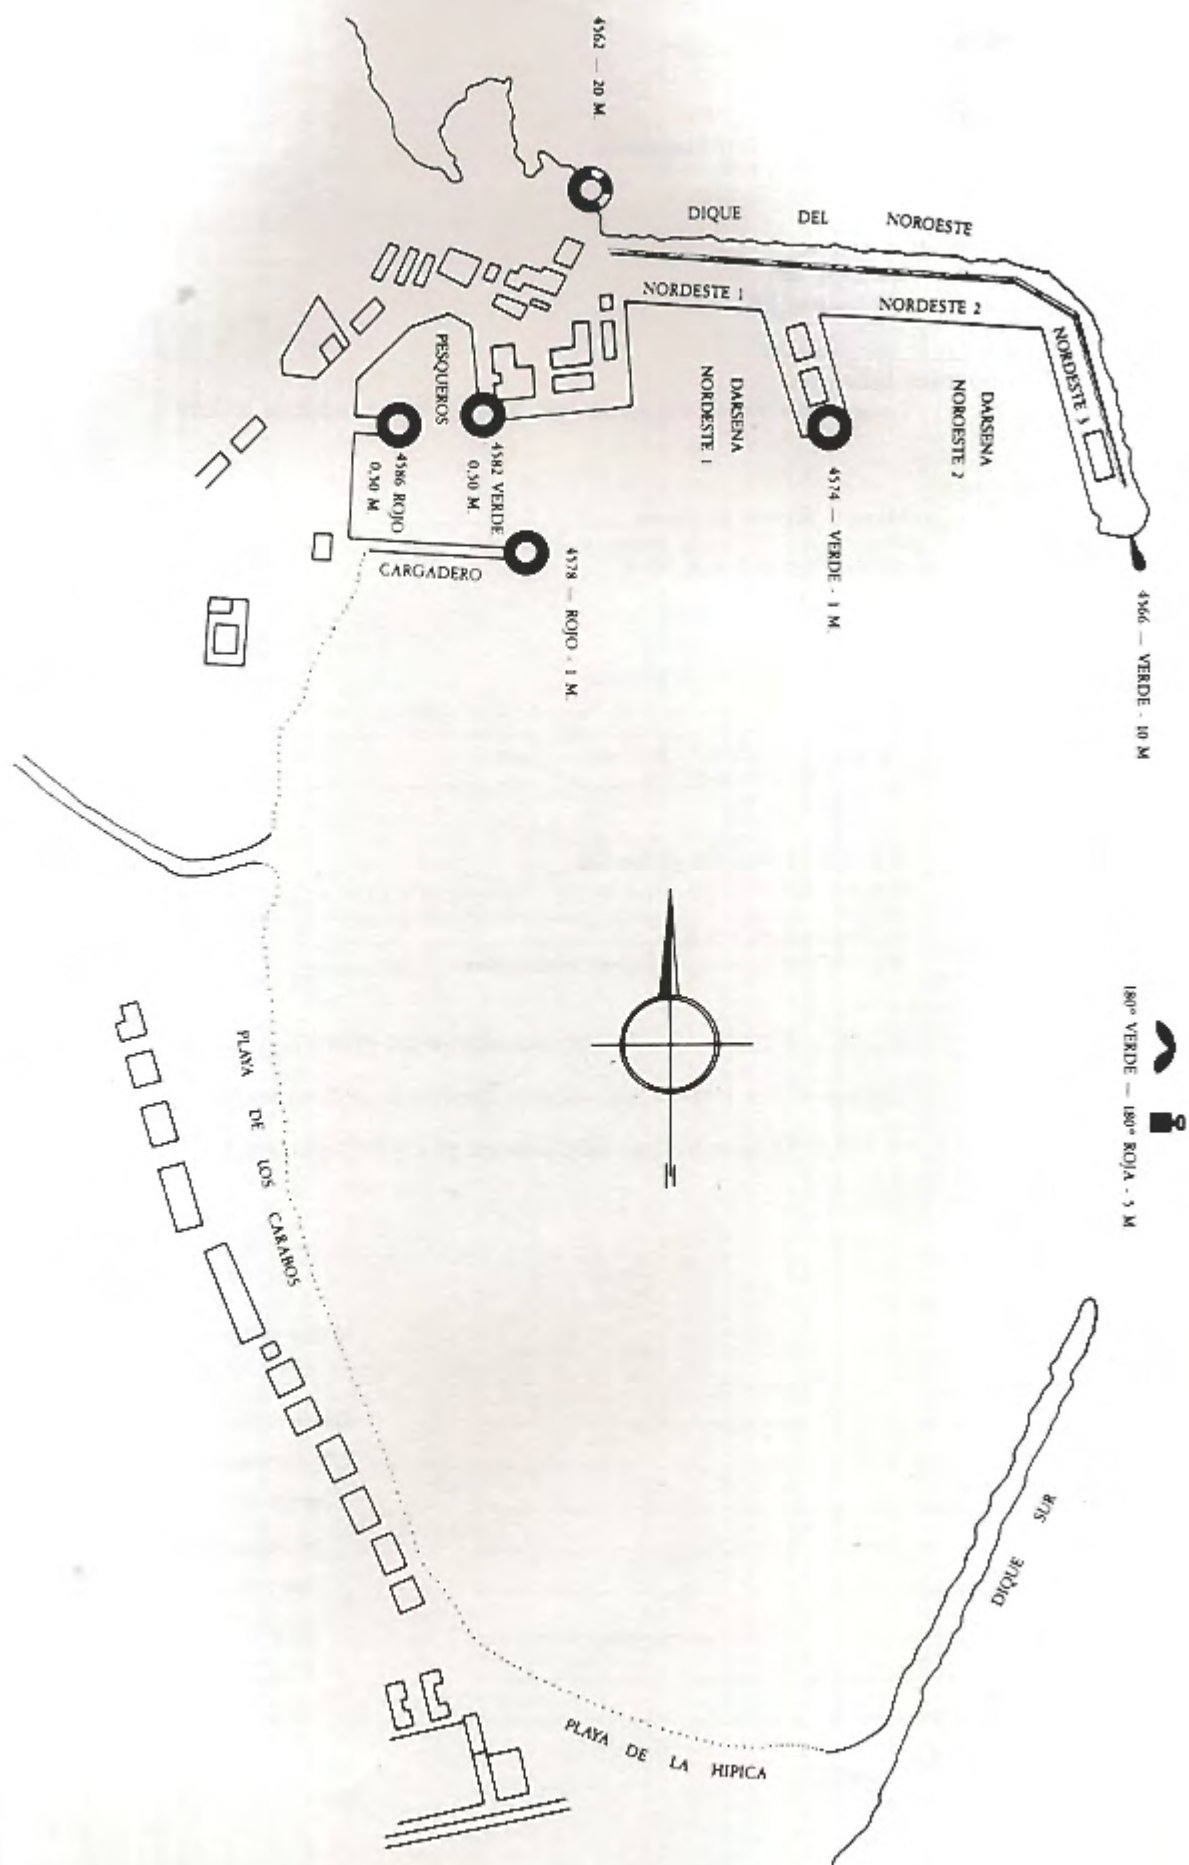 4562 — 20 M.
DIQUE DEL NOROESTE
NORDESTE 1
NORDESTE 2
NORDESTE 3
PESQUEROS
DARSENA
NORDESTE 1
DARSENA
NOROESTE 2
4586 ROJO
0,50 M.
4582 VERDE
0,50 M.
4578 — ROJO - 1 M.
4574 — VERDE - 1 M.
4566 — VERDE - 10 M
CARGADERO
180° VERDE — 180° ROJA - 5 M
N
PLAYA DE LOS CARABOS
DIQUE SUR
PLAYA DE LA HIPICA